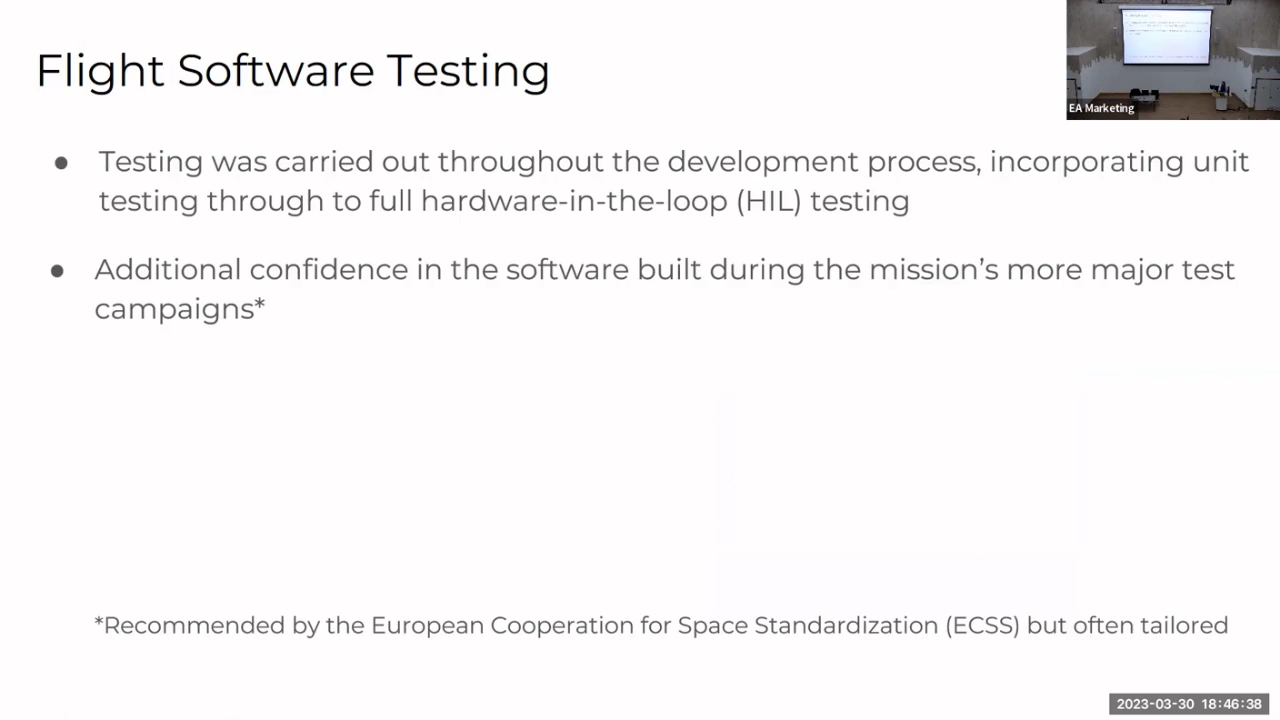 Flight Software Testing
EA Marketing
● Testing was carried out throughout the development process, incorporating unit
testing through to full hardware-in-the-loop (HIL) testing
● Additional confidence in the software built during the mission's more major test
campaigns*
*Recommended by the European Cooperation for Space Standardization (ECSS) but often tailored
2023-03-30 18:46:38